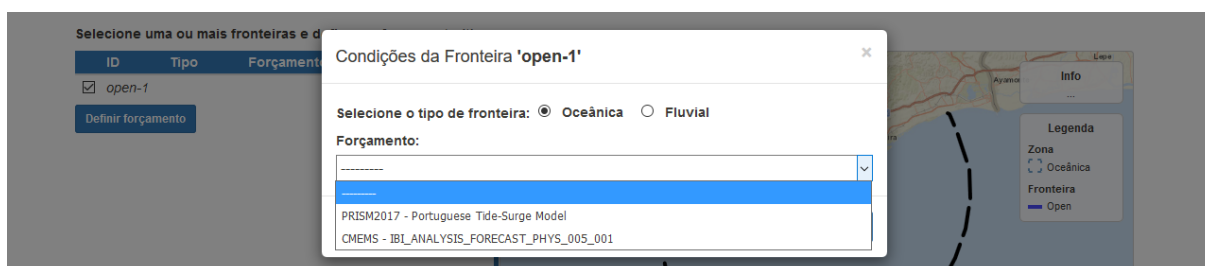 Selecione uma ou mais fronteiras e d
ID Tipo Forçamento
open-1
Definir forçamento
Condições da Fronteira 'open-1'
×
Selecione o tipo de fronteira: Oceânica Fluvial
Forçamento:
---------
---------
PRISM2017 - Portuguese Tide-Surge Model
CMEMS - IBI_ANALYSIS_FORECAST_PHYS_005_001
Lepe
Info
...
Legenda
Zona
Oceânica
Fronteira
Open